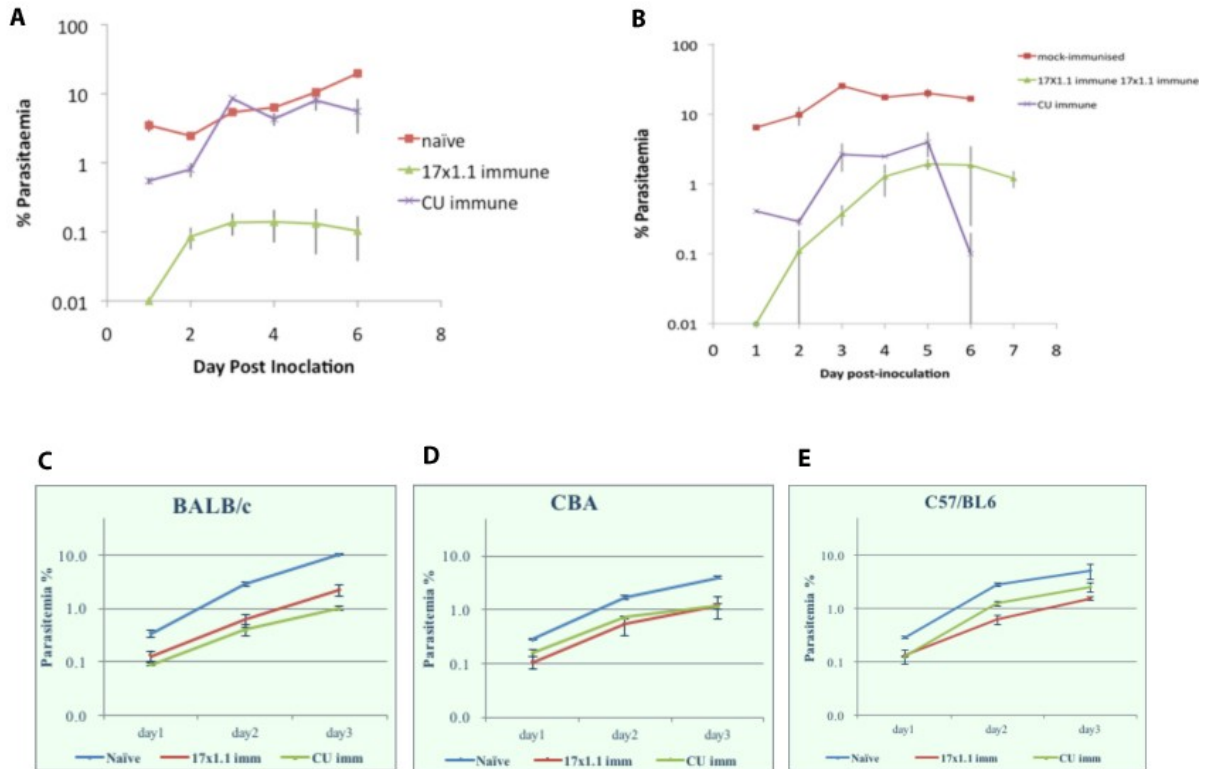 A
100
10
1
0.1
0.01
% Parasitaemia
0 2 4 6 8
Day Post Inoclation
naïve
17x1.1 immune
CU immune
B
100
10
1
0.1
0.01
% Parasitaemia
0 1 2 3 4 5 6 7 8
Day post-inoculation
mock-immunised
17X1.1 immune 17x1.1 immune
CU immune
C
BALB/c
10.0
1.0
0.1
0.0
Parasitemia %
day1 day2 day3
Naïve 17x1.1 imm CU imm
D
CBA
10.0
1.0
0.1
0.0
Parasitemia %
day1 day2 day3
Naïve 17x1.1 imm CU imm
E
C57/BL6
10.0
1.0
0.1
0.0
Parasitemia %
day1 day2 day3
Naïve 17x1.1 imm CU imm